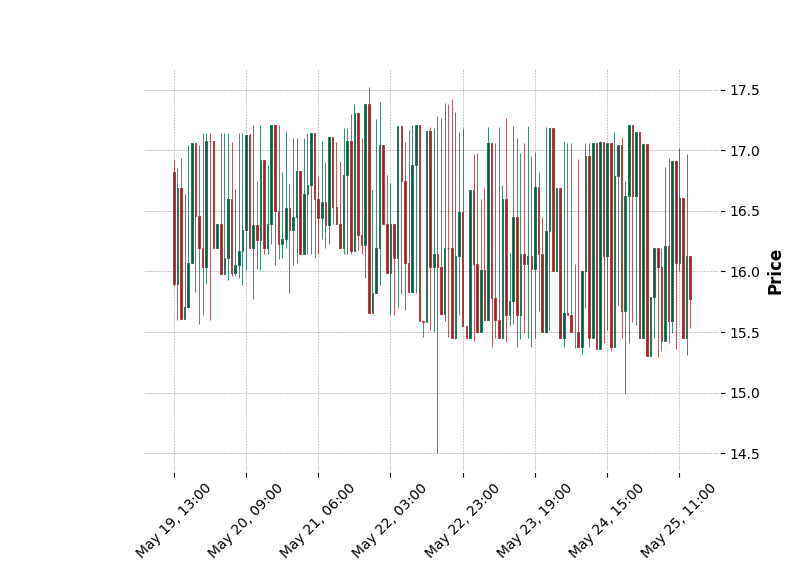 17.5
17.0
16.5
16.0
15.5
15.0
14.5
Price
May 19, 13:00
May 20, 09:00
May 21, 06:00
May 22, 03:00
May 22, 23:00
May 23, 19:00
May 24, 15:00
May 25, 11:00